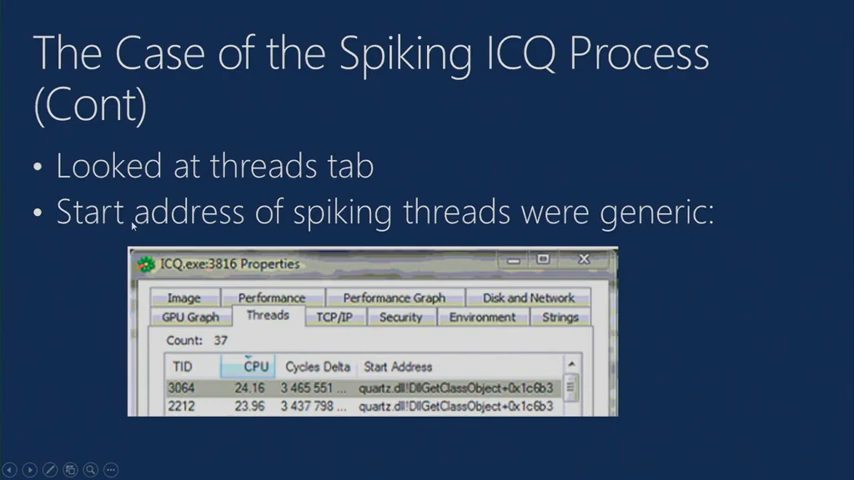 The Case of the Spiking ICQ Process
(Cont)
• Looked at threads tab
• Start address of spiking threads were generic:
ICQ.exe:3816 Properties
Image Performance Performance Graph Disk and Network
GPU Graph Threads TCP/IP Security Environment Strings
Count: 37
TID CPU Cycles Delta Start Address
3064 24.16 3 465 551 ... quartz.dll!DllGetClassObject+0x1c6b3
2212 23.96 3 437 798 ... quartz.dll!DllGetClassObject+0x1c6b3